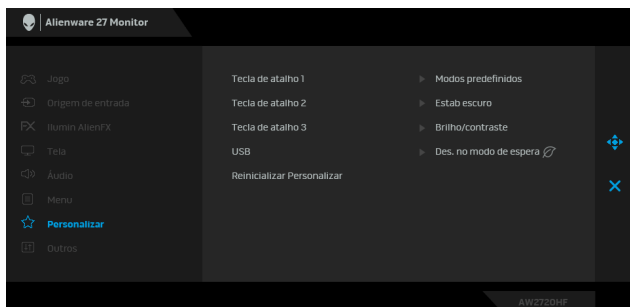 Alienware 27 Monitor
Jogo
Origem de entrada
FX Ilumin AlienFX
Tela
Áudio
Menu
Personalizar
Outros
Tecla de atalho 1 Modos predefinidos
Tecla de atalho 2 Estab escuro
Tecla de atalho 3 Brilho/contraste
USB Des. no modo de espera
Reinicializar Personalizar
AW2720HF